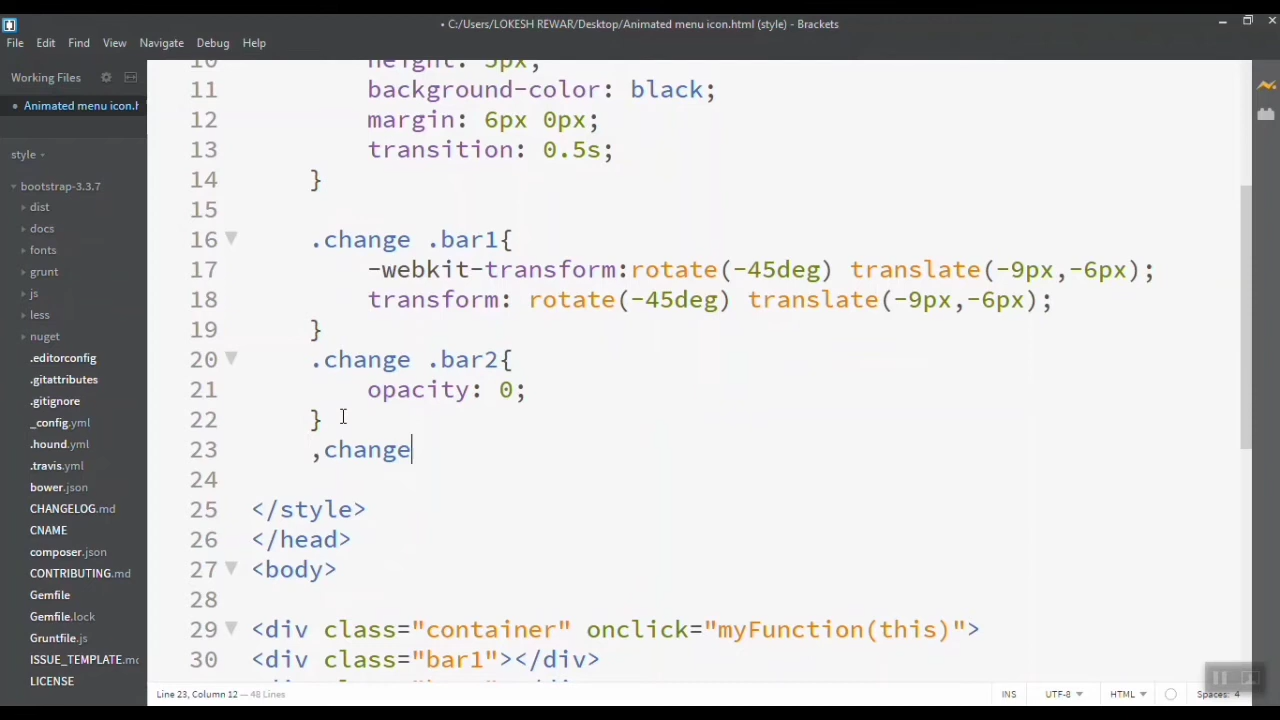 • C:/Users/LOKESH REWAR/Desktop/Animated menu icon.html (style) - Brackets
File Edit Find View Navigate Debug Help
Working Files
• Animated menu icon.h
style
bootstrap-3.3.7
dist
docs
fonts
grunt
js
less
nuget
.editorconfig
.gitattributes
.gitignore
_config.yml
.hound.yml
.travis.yml
bower.json
CHANGELOG.md
CNAME
composer.json
CONTRIBUTING.md
Gemfile
Gemfile.lock
Gruntfile.js
ISSUE_TEMPLATE.mc
LICENSE
10 height: 5px;
11 background-color: black;
12 margin: 6px 0px;
13 transition: 0.5s;
14 }
15
16 .change .bar1{
17 -webkit-transform:rotate(-45deg) translate(-9px,-6px);
18 transform: rotate(-45deg) translate(-9px,-6px);
19 }
20 .change .bar2{
21 opacity: 0;
22 }
23 ,change
24
25 </style>
26 </head>
27 <body>
28
29 <div class="container" onclick="myFunction(this)">
30 <div class="bar1"></div>
Line 23, Column 12 — 48 Lines
INS UTF-8 HTML Spaces: 4